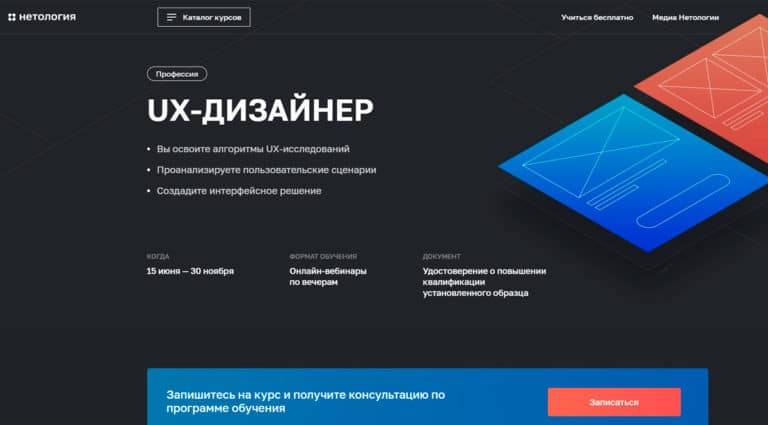 нетология
Каталог курсов
Учиться бесплатно
Медиа Нетологии
Профессия
UX-ДИЗАЙНЕР
• Вы освоите алгоритмы UX-исследований
• Проанализируете пользовательские сценарии
• Создадите интерфейсное решение
КОГДА
15 июня — 30 ноября
ФОРМАТ ОБУЧЕНИЯ
Онлайн-вебинары
по вечерам
ДОКУМЕНТ
Удостоверение о повышении
квалификации
установленного образца
Запишитесь на курс и получите консультацию по
программе обучения
Записаться